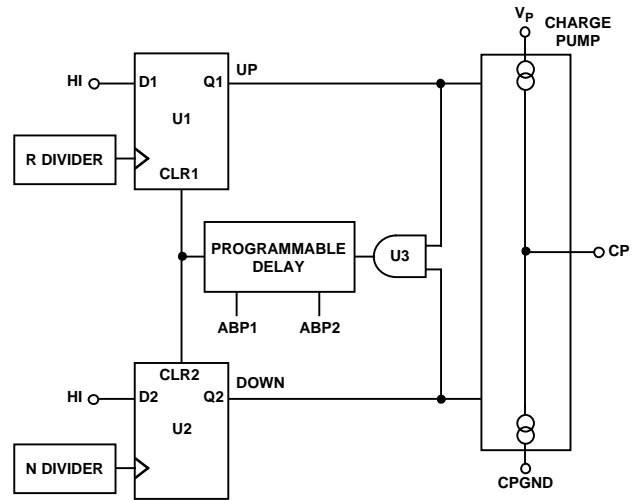 VP
CHARGE
PUMP
HI
D1
Q1
UP
U1
R DIVIDER
CLR1
PROGRAMMABLE
DELAY
U3
CP
ABP1
ABP2
CLR2
DOWN
HI
D2
Q2
U2
N DIVIDER
CPGND